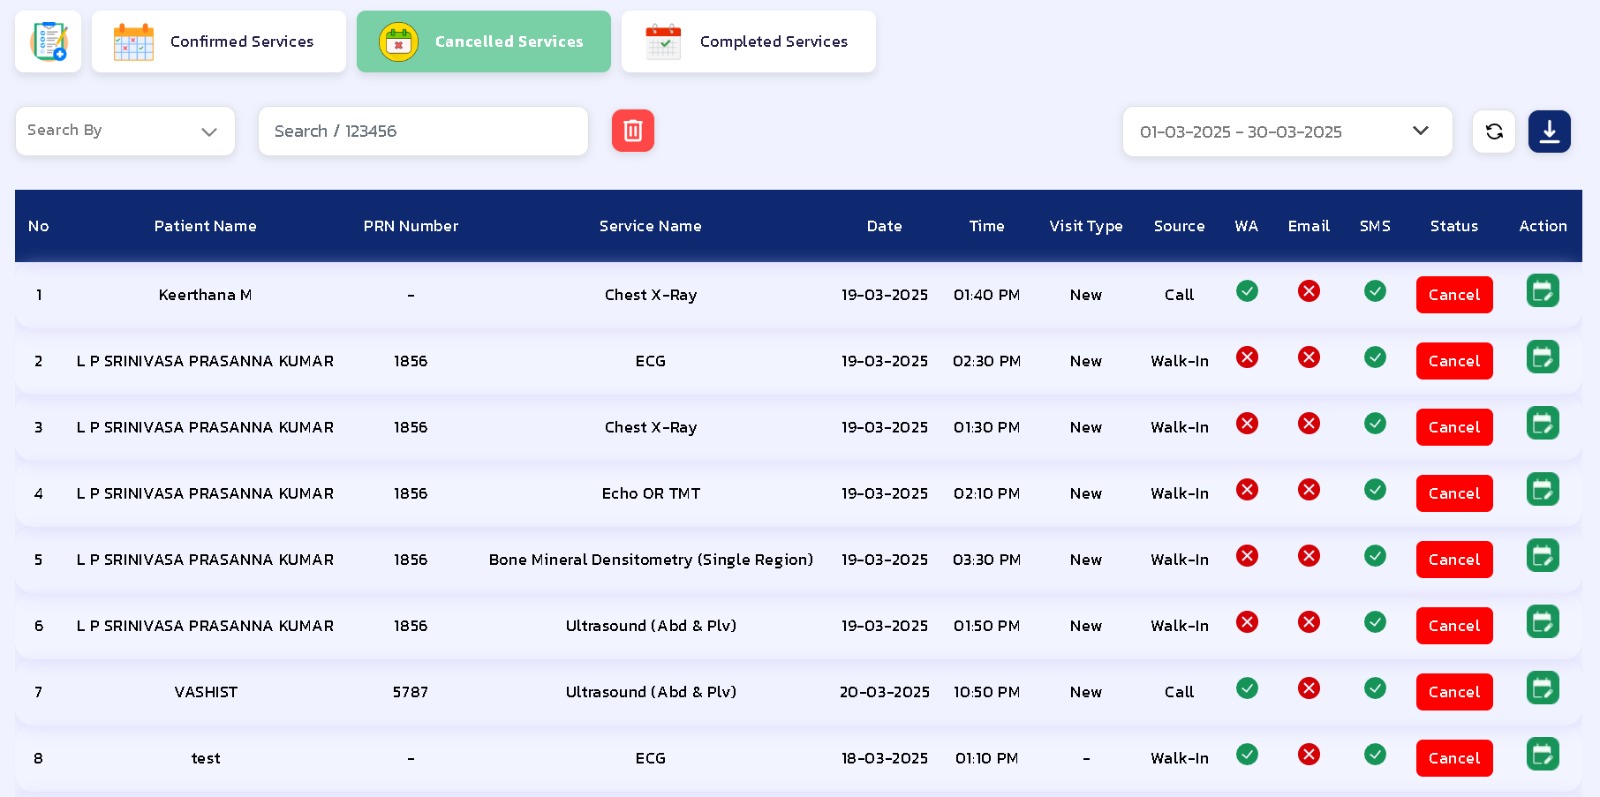 Confirmed Services Cancelled Services Completed Services
Search By Search / 123456 01-03-2025 - 30-03-2025
No Patient Name PRN Number Service Name Date Time Visit Type Source WA Email SMS Status Action
1 Keerthana M - Chest X-Ray 19-03-2025 01:40 PM New Call Cancel
2 L P SRINIVASA PRASANNA KUMAR 1856 ECG 19-03-2025 02:30 PM New Walk-In Cancel
3 L P SRINIVASA PRASANNA KUMAR 1856 Chest X-Ray 19-03-2025 01:30 PM New Walk-In Cancel
4 L P SRINIVASA PRASANNA KUMAR 1856 Echo OR TMT 19-03-2025 02:10 PM New Walk-In Cancel
5 L P SRINIVASA PRASANNA KUMAR 1856 Bone Mineral Densitometry (Single Region) 19-03-2025 03:30 PM New Walk-In Cancel
6 L P SRINIVASA PRASANNA KUMAR 1856 Ultrasound (Abd & Plv) 19-03-2025 01:50 PM New Walk-In Cancel
7 VASHIST 5787 Ultrasound (Abd & Plv) 20-03-2025 10:50 PM New Call Cancel
8 test - ECG 18-03-2025 01:10 PM - Walk-In Cancel